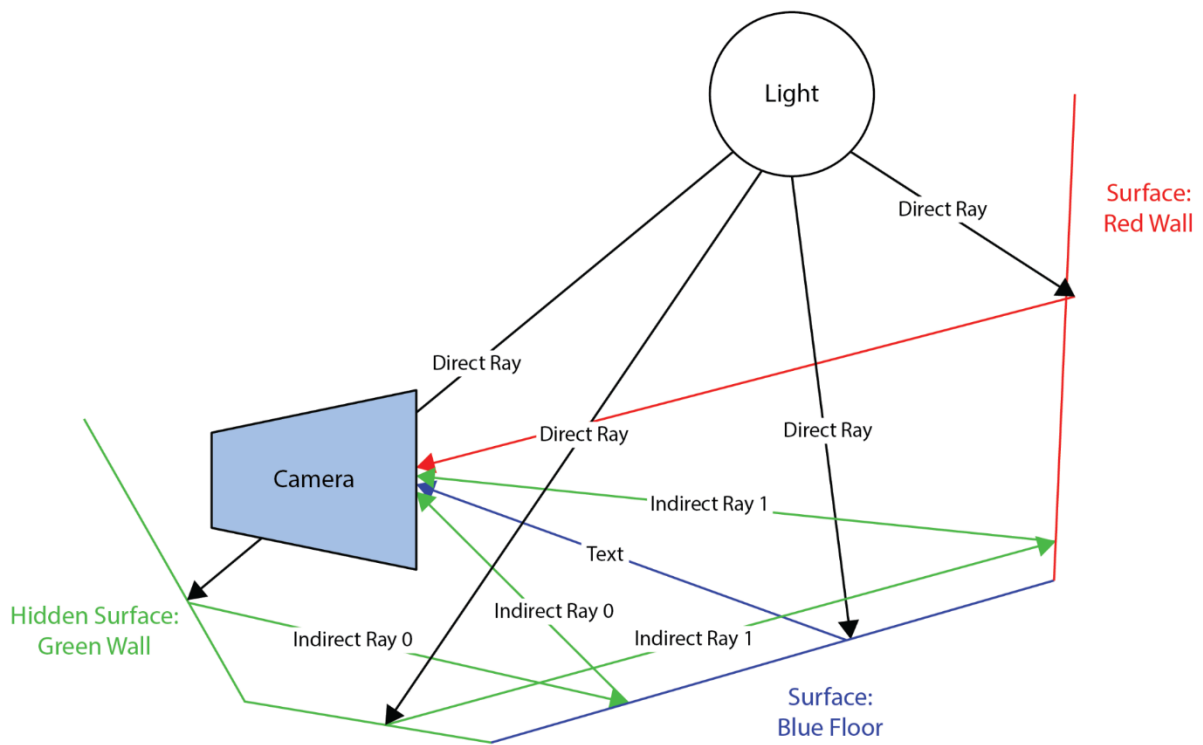 Light
Direct Ray
Surface:
Red Wall
Direct Ray
Direct Ray
Direct Ray
Camera
Indirect Ray 1
Text
Indirect Ray 0
Hidden Surface:
Green Wall
Indirect Ray 0
Indirect Ray 1
Surface:
Blue Floor